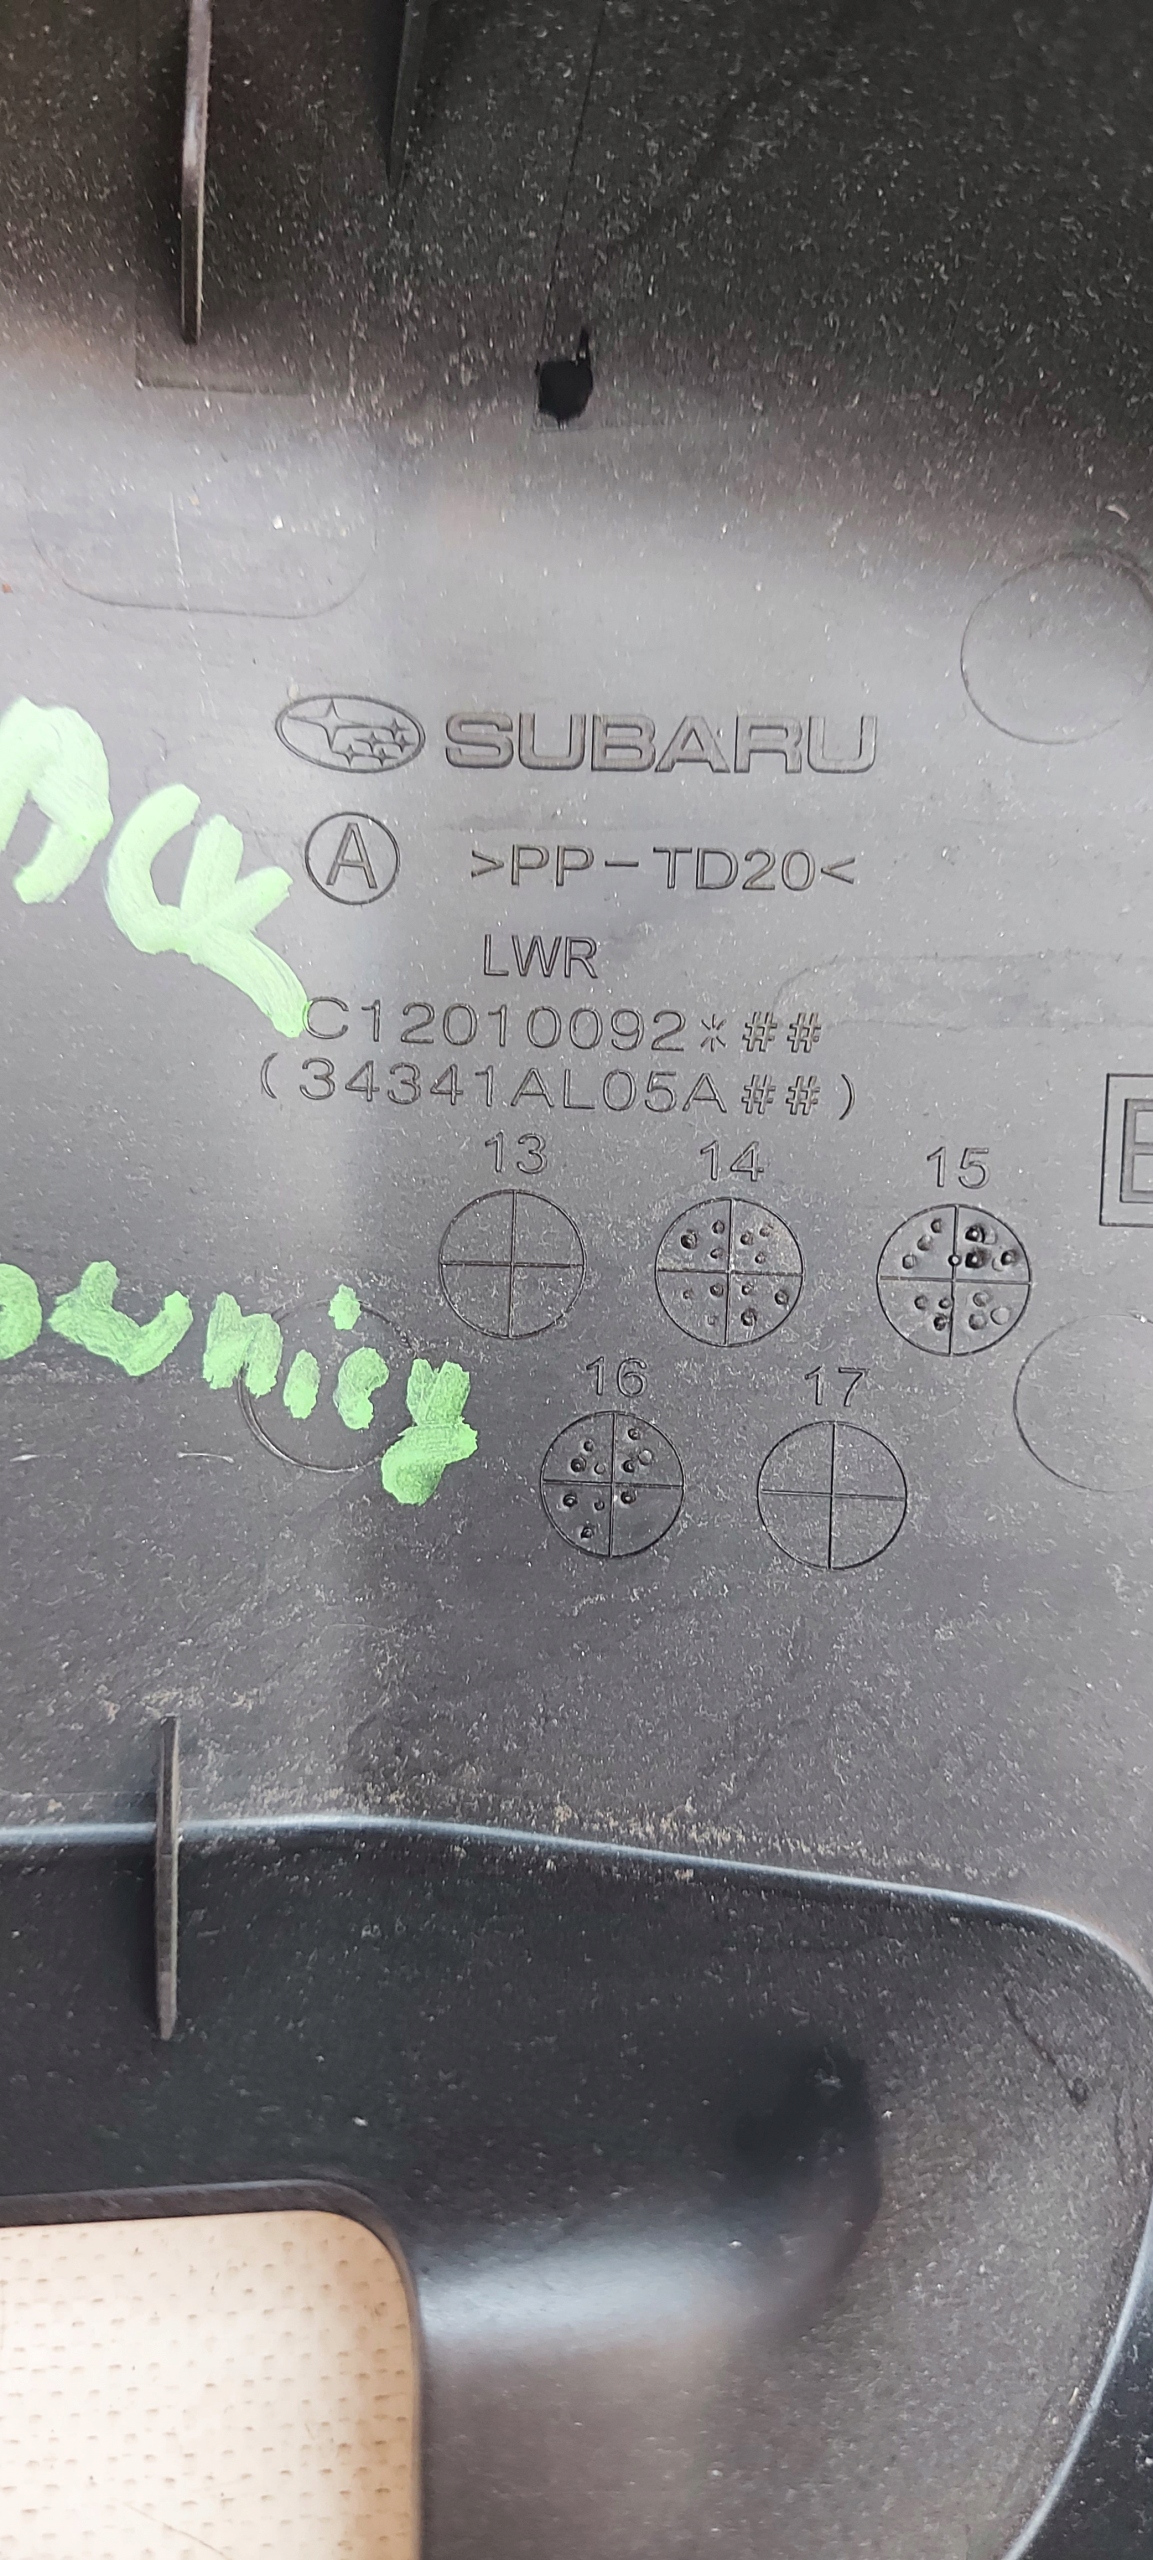 SUBARU
A >PP-TD20<
LWR
C12010092*##
(34341AL05A##)
13 14 15
16 17